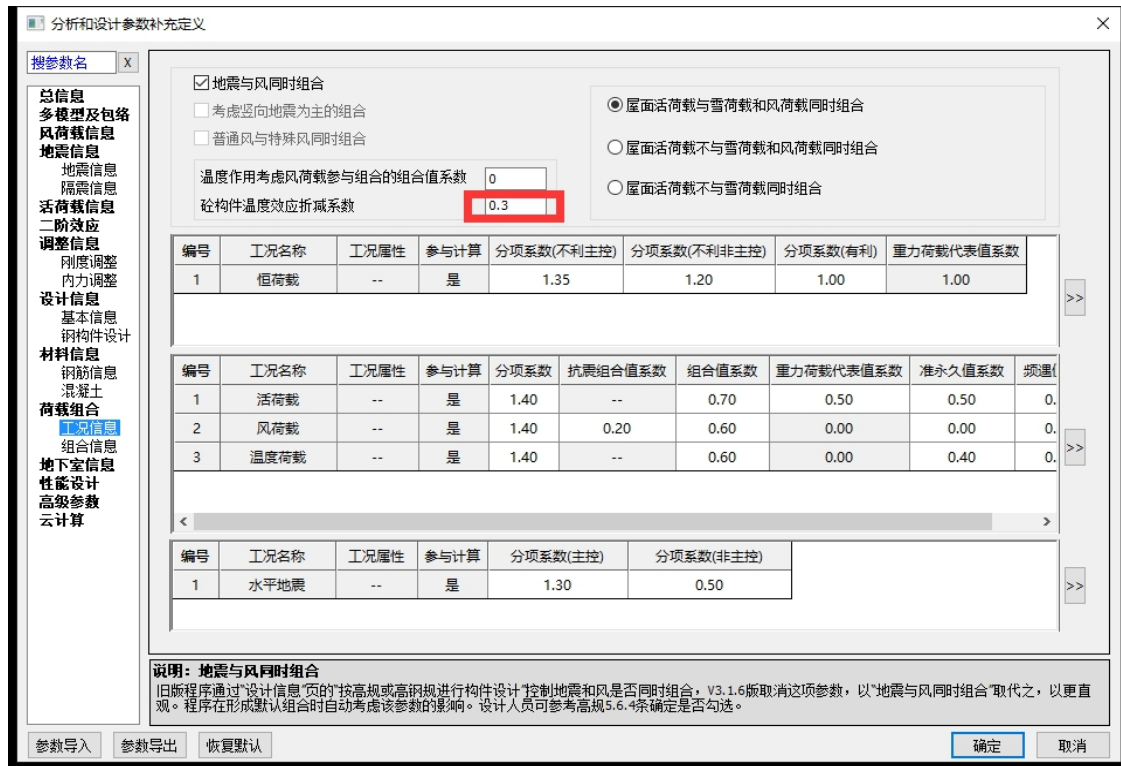 分析和设计参数补充定义
搜参数名 X
总信息
多模型及包络
风荷载信息
地震信息
地震信息
隔震信息
活荷载信息
二阶效应
调整信息
刚度调整
内力调整
设计信息
基本信息
钢构件设计
材料信息
钢筋信息
混凝土
荷载组合
工况信息
组合信息
地下室信息
性能设计
高级参数
云计算
地震与风同时组合
考虑竖向地震为主的组合
普通风与特殊风同时组合
温度作用考虑风荷载参与组合的组合值系数 0
砼构件温度效应折减系数 0.3
屋面活荷载与雪荷载和风荷载同时组合
屋面活荷载不与雪荷载和风荷载同时组合
屋面活荷载不与雪荷载同时组合
编号 工况名称 工况属性 参与计算 分项系数(不利主控) 分项系数(不利非主控) 分项系数(有利) 重力荷载代表值系数
1 恒荷载 -- 是 1.35 1.20 1.00 1.00
>>
编号 工况名称 工况属性 参与计算 分项系数 抗震组合值系数 组合值系数 重力荷载代表值系数 准永久值系数 频遇
1 活荷载 -- 是 1.40 -- 0.70 0.50 0.50 0.
2 风荷载 -- 是 1.40 0.20 0.60 0.00 0.00 0.
3 温度荷载 -- 是 1.40 -- 0.60 0.00 0.40 0.
>>
编号 工况名称 工况属性 参与计算 分项系数(主控) 分项系数(非主控)
1 水平地震 -- 是 1.30 0.50
>>
说明：地震与风同时组合
旧版程序通过"设计信息"页的"按高规或高钢规进行构件设计"控制地震和风是否同时组合，V3.1.6版取消这项参数，以"地震与风同时组合"取代之，以更直
观。程序在形成默认组合时自动考虑该参数的影响。设计人员可参考高规5.6.4条确定是否勾选。
参数导入 参数导出 恢复默认 确定 取消